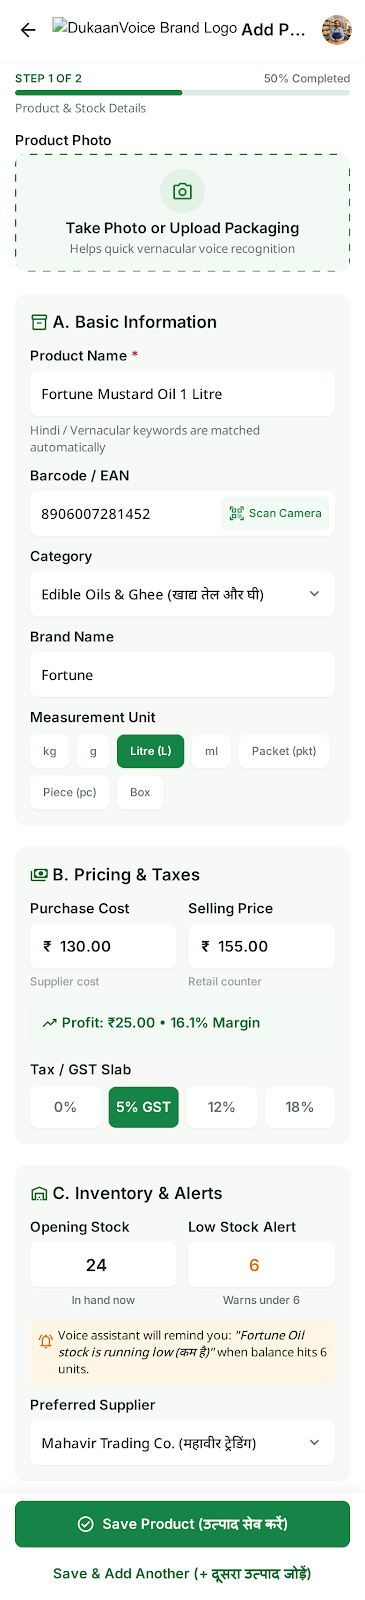 DukaanVoice Brand Logo Add P...
STEP 1 OF 2
50% Completed
Product & Stock Details
Product Photo
Take Photo or Upload Packaging
Helps quick vernacular voice recognition
A. Basic Information
Product Name *
Fortune Mustard Oil 1 Litre
Hindi / Vernacular keywords are matched
automatically
Barcode / EAN
8906007281452
Scan Camera
Category
Edible Oils & Ghee (खाद्य तेल और घी)
Brand Name
Fortune
Measurement Unit
kg
g
Litre (L)
ml
Packet (pkt)
Piece (pc)
Box
B. Pricing & Taxes
Purchase Cost
Selling Price
₹ 130.00
₹ 155.00
Supplier cost
Retail counter
Profit: ₹25.00 • 16.1% Margin
Tax / GST Slab
0%
5% GST
12%
18%
C. Inventory & Alerts
Opening Stock
Low Stock Alert
24
6
In hand now
Warns under 6
Voice assistant will remind you: "Fortune Oil
stock is running low (कम है)" when balance hits 6
units.
Preferred Supplier
Mahavir Trading Co. (महावीर ट्रेडिंग)
Save Product (उत्पाद सेव करें)
Save & Add Another (+ दूसरा उत्पाद जोड़ें)